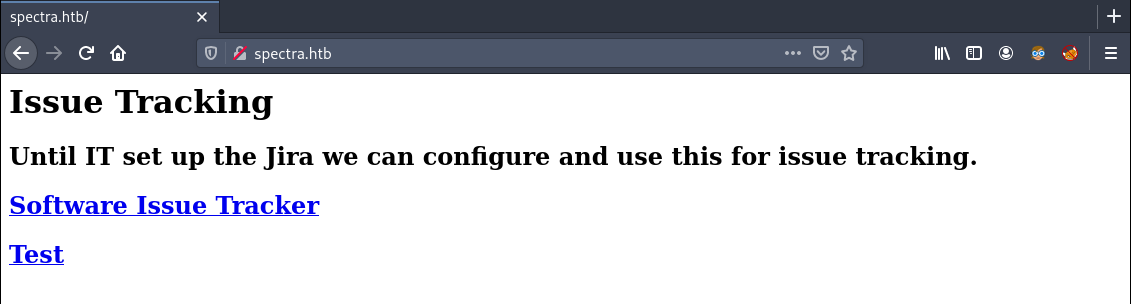 spectra.htb/
spectra.htb
Issue Tracking
Until IT set up the Jira we can configure and use this for issue tracking.
Software Issue Tracker
Test